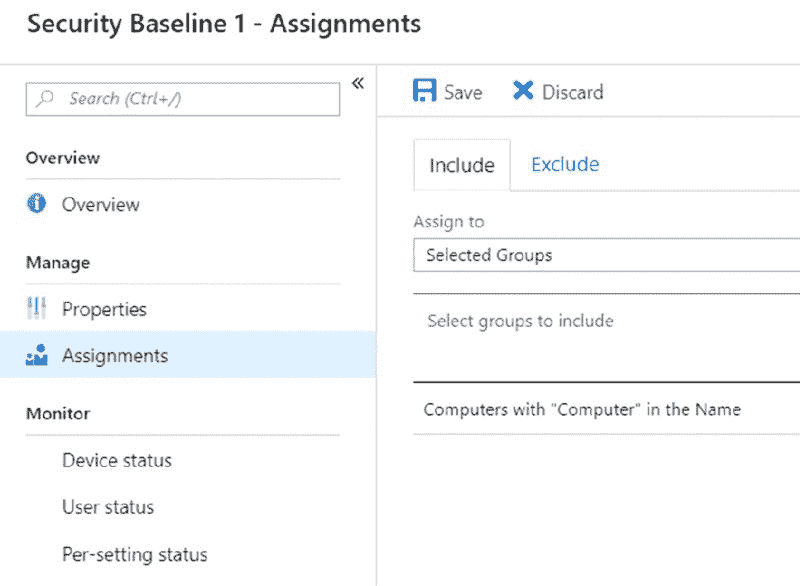 Security Baseline 1 - Assignments
Search (Ctrl+/)
«
Overview
Overview
Manage
Properties
Assignments
Monitor
Device status
User status
Per-setting status
Save Discard
Include Exclude
Assign to
Selected Groups
Select groups to include
Computers with "Computer" in the Name